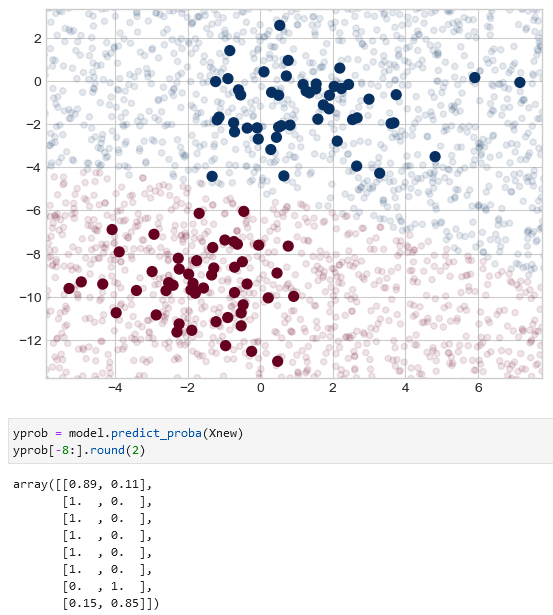 2
0
−2
−4
−6
−8
−10
−12
−4 −2 0 2 4 6
yprob = model.predict_proba(Xnew)
yprob[-8:].round(2)
array([[0.89, 0.11],
       [1.  , 0.  ],
       [1.  , 0.  ],
       [1.  , 0.  ],
       [1.  , 0.  ],
       [1.  , 0.  ],
       [0.  , 1.  ],
       [0.15, 0.85]])